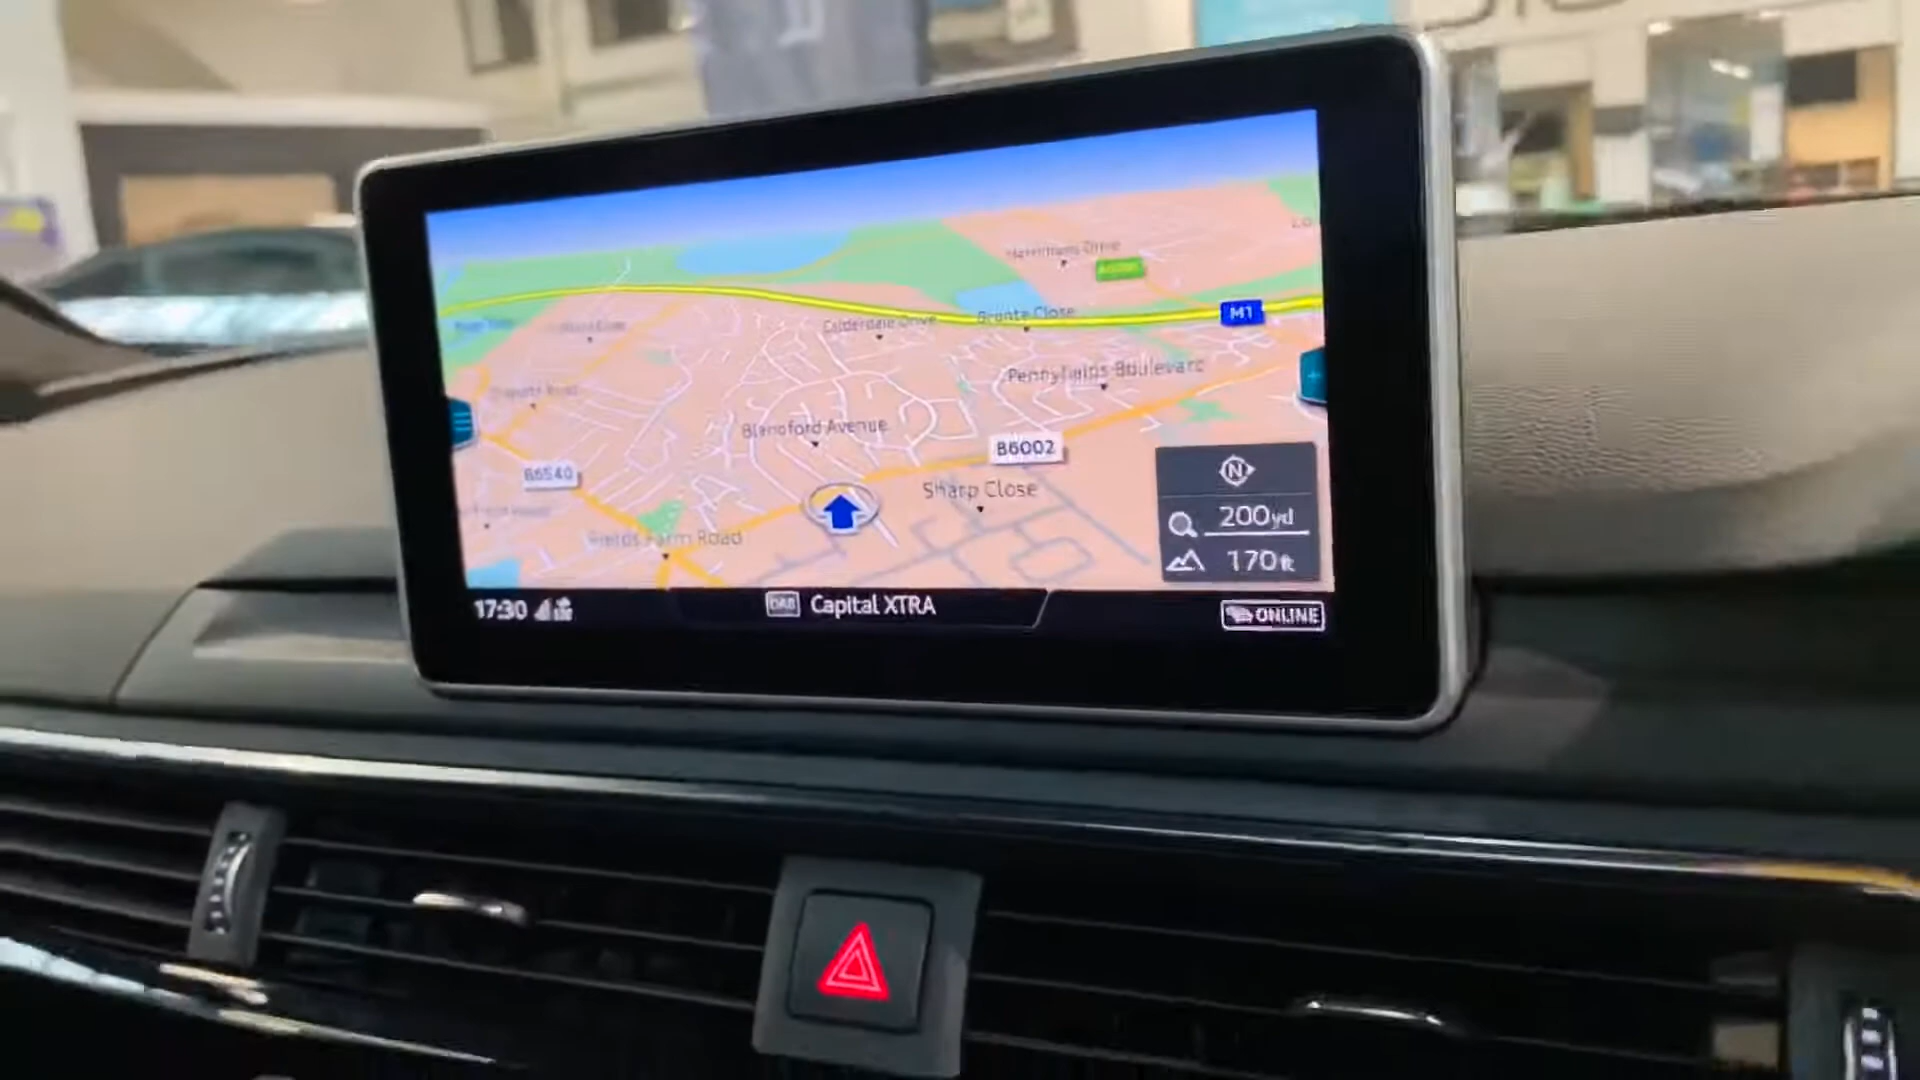 Calderdale Drive
Bronte Close
M1
Pennyfields Boulevard
Blandford Avenue
B6002
B6540
Sharp Close
Fields Farm Road
N
200yd
170ft
17:30
DAB
Capital XTRA
ONLINE